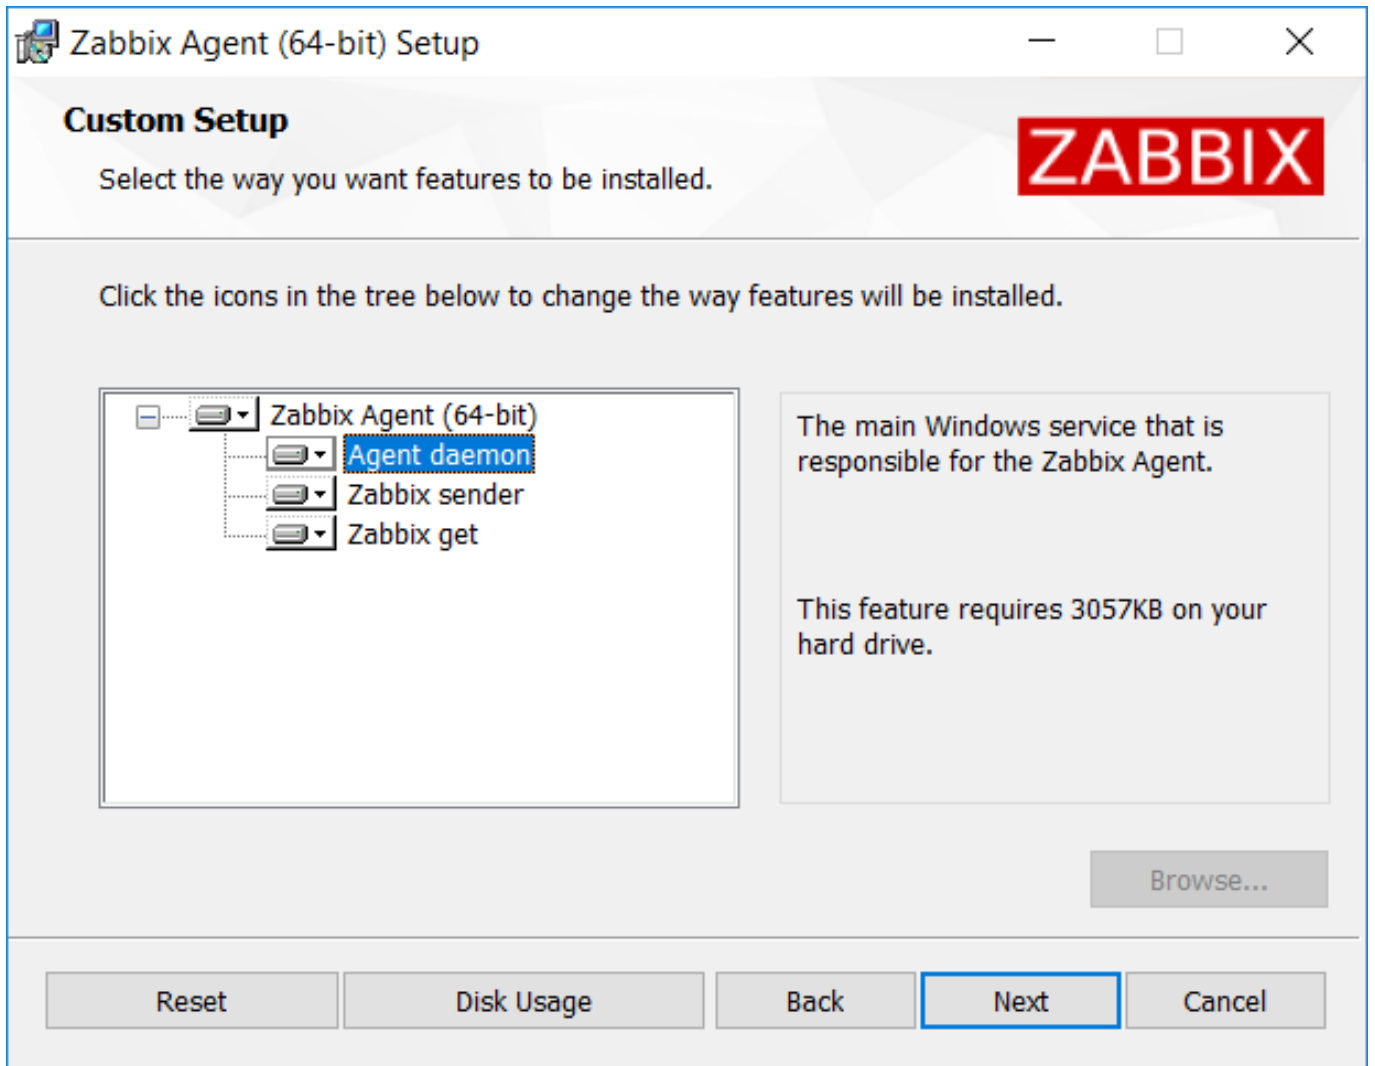 Zabbix Agent (64-bit) Setup
Custom Setup
Select the way you want features to be installed.
ZABBIX
Click the icons in the tree below to change the way features will be installed.
Zabbix Agent (64-bit)
Agent daemon
Zabbix sender
Zabbix get
The main Windows service that is
responsible for the Zabbix Agent.
This feature requires 3057KB on your
hard drive.
Browse...
Reset
Disk Usage
Back
Next
Cancel